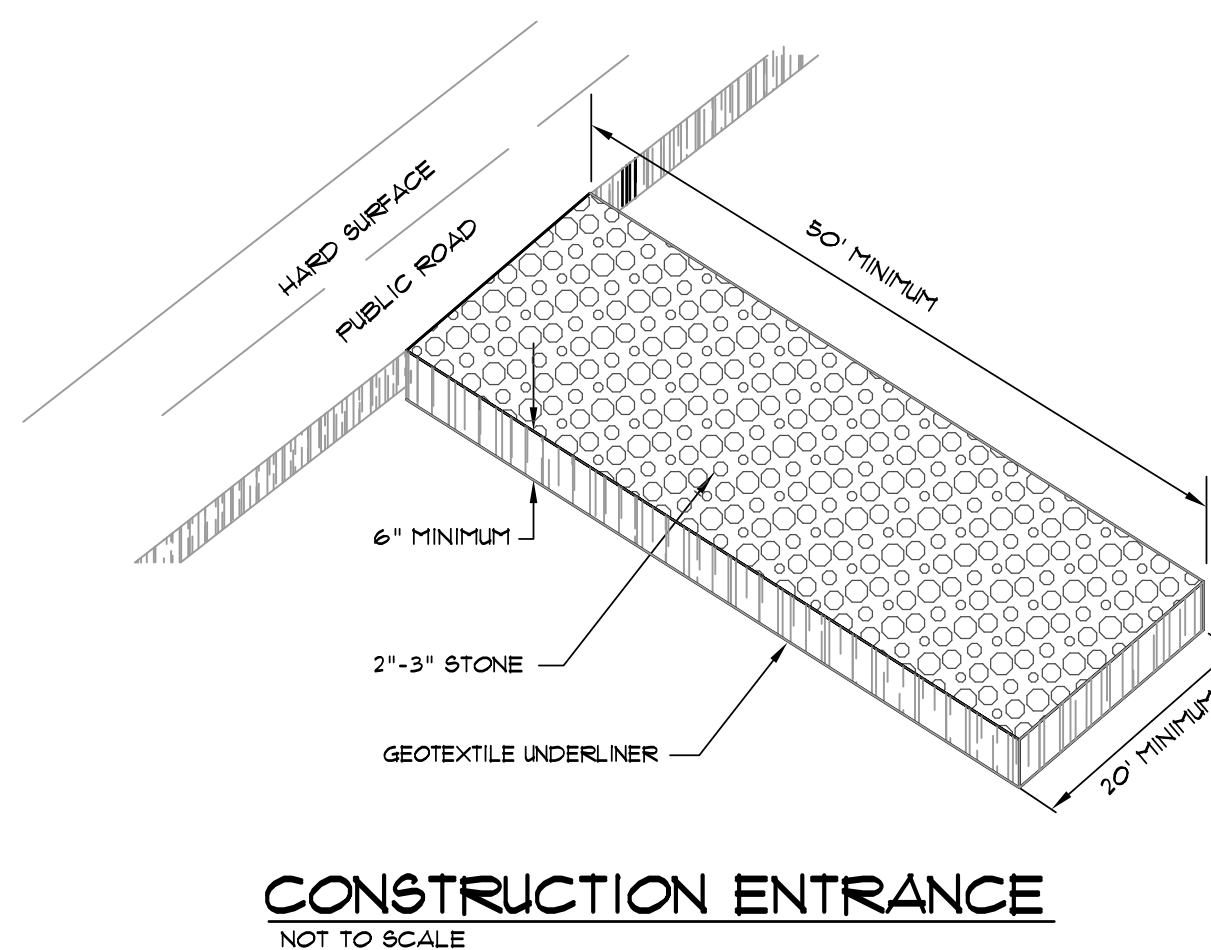 HARD SURFACE
PUBLIC ROAD
50' MINIMUM
6" MINIMUM
2"-3" STONE
GEOTEXTILE UNDERLINER
20' MINIMUM
CONSTRUCTION ENTRANCE
NOT TO SCALE